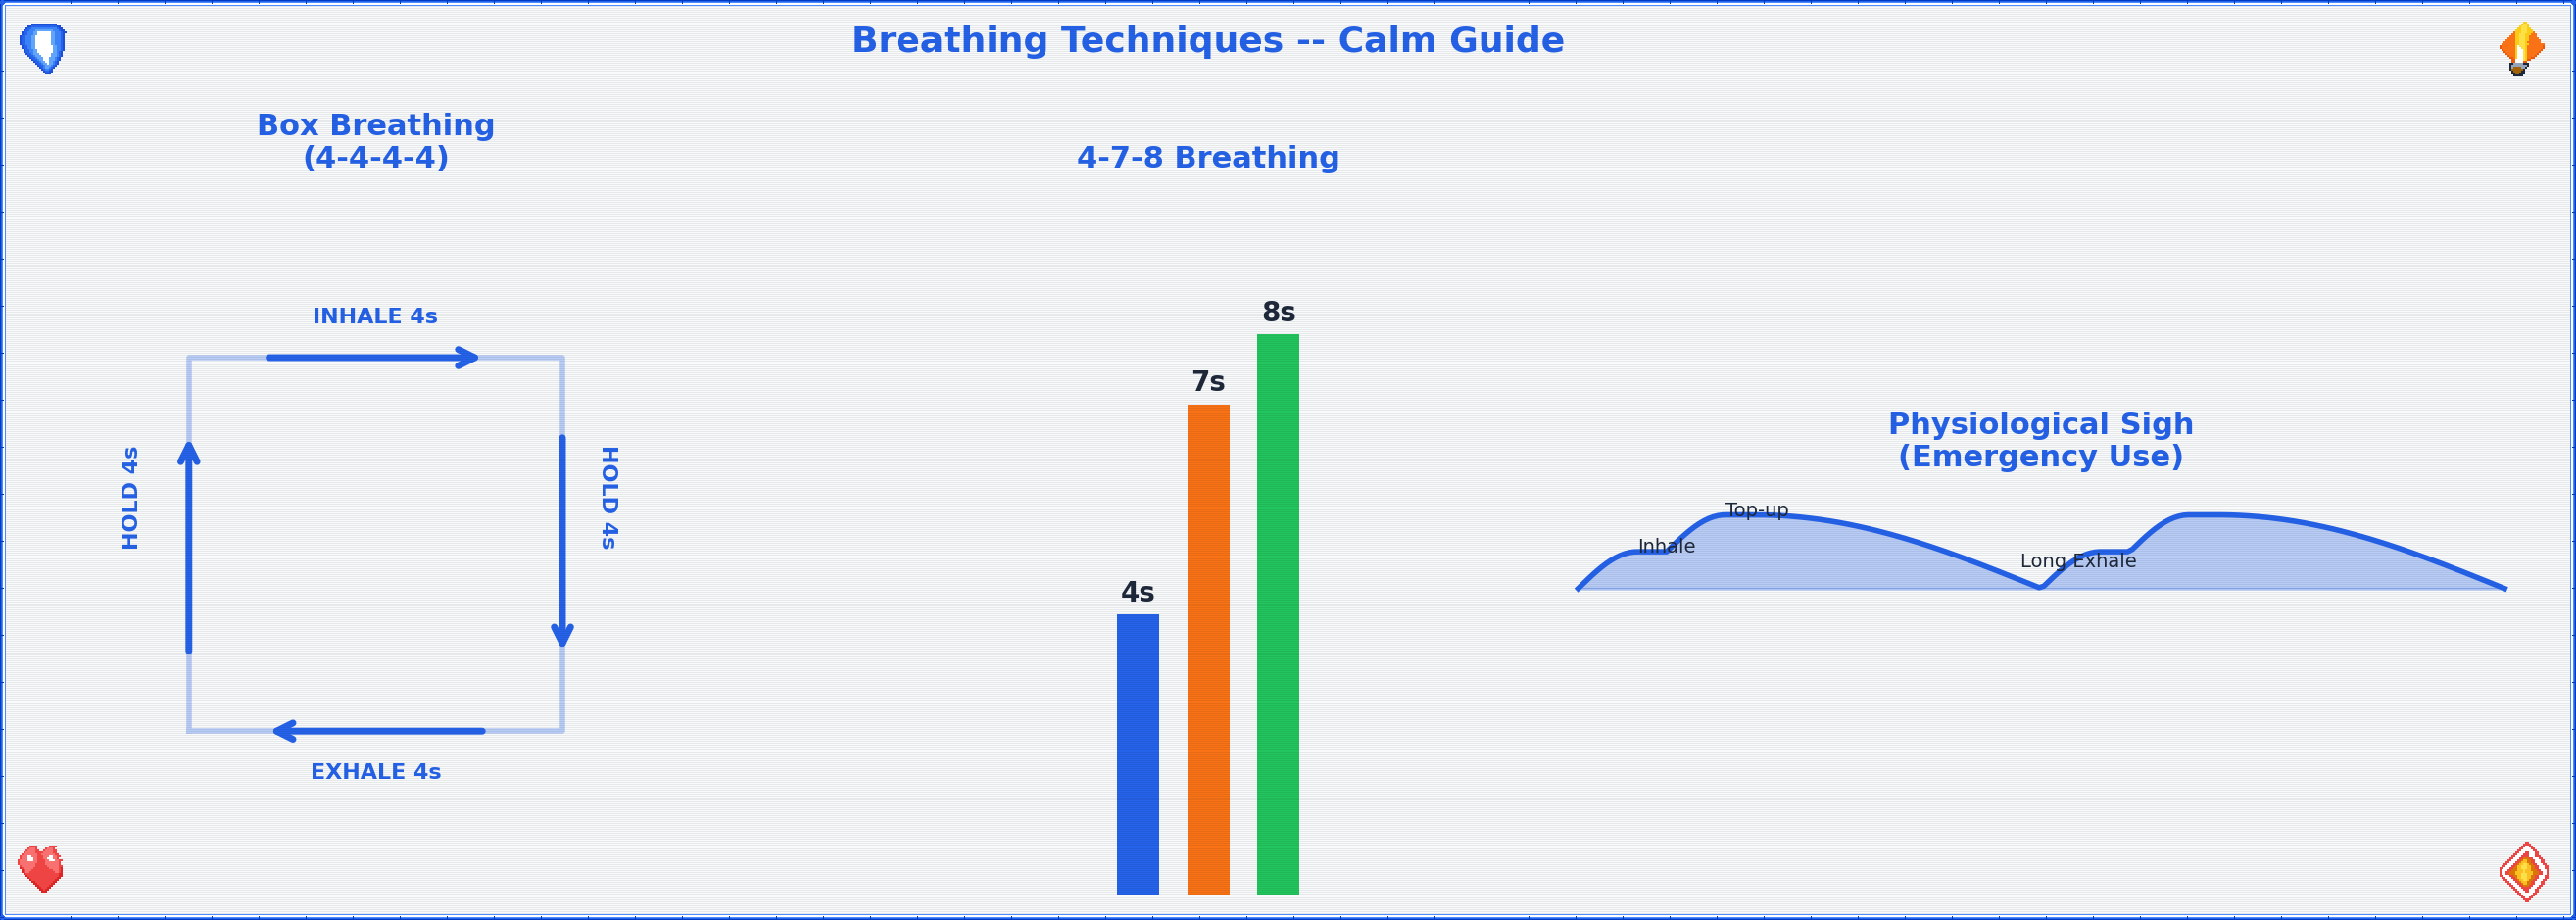 Breathing Techniques -- Calm Guide
Box Breathing
(4-4-4-4)
INHALE 4s
HOLD 4s
HOLD 4s
EXHALE 4s
4-7-8 Breathing
4s
7s
8s
Physiological Sigh
(Emergency Use)
Inhale
Top-up
Long Exhale